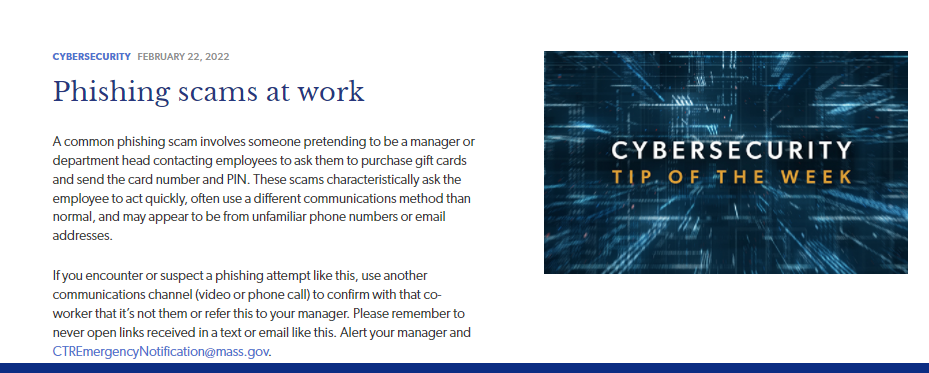 CYBERSECURITY FEBRUARY 22, 2022
Phishing scams at work
A common phishing scam involves someone pretending to be a manager or
department head contacting employees to ask them to purchase gift cards
and send the card number and PIN. These scams characteristically ask the
employee to act quickly, often use a different communications method than
normal, and may appear to be from unfamiliar phone numbers or email
addresses.
If you encounter or suspect a phishing attempt like this, use another
communications channel (video or phone call) to confirm with that co-
worker that it's not them or refer this to your manager. Please remember to
never open links received in a text or email like this. Alert your manager and
CTREmergencyNotification@mass.gov.
CYBERSECURITY
TIP OF THE WEEK